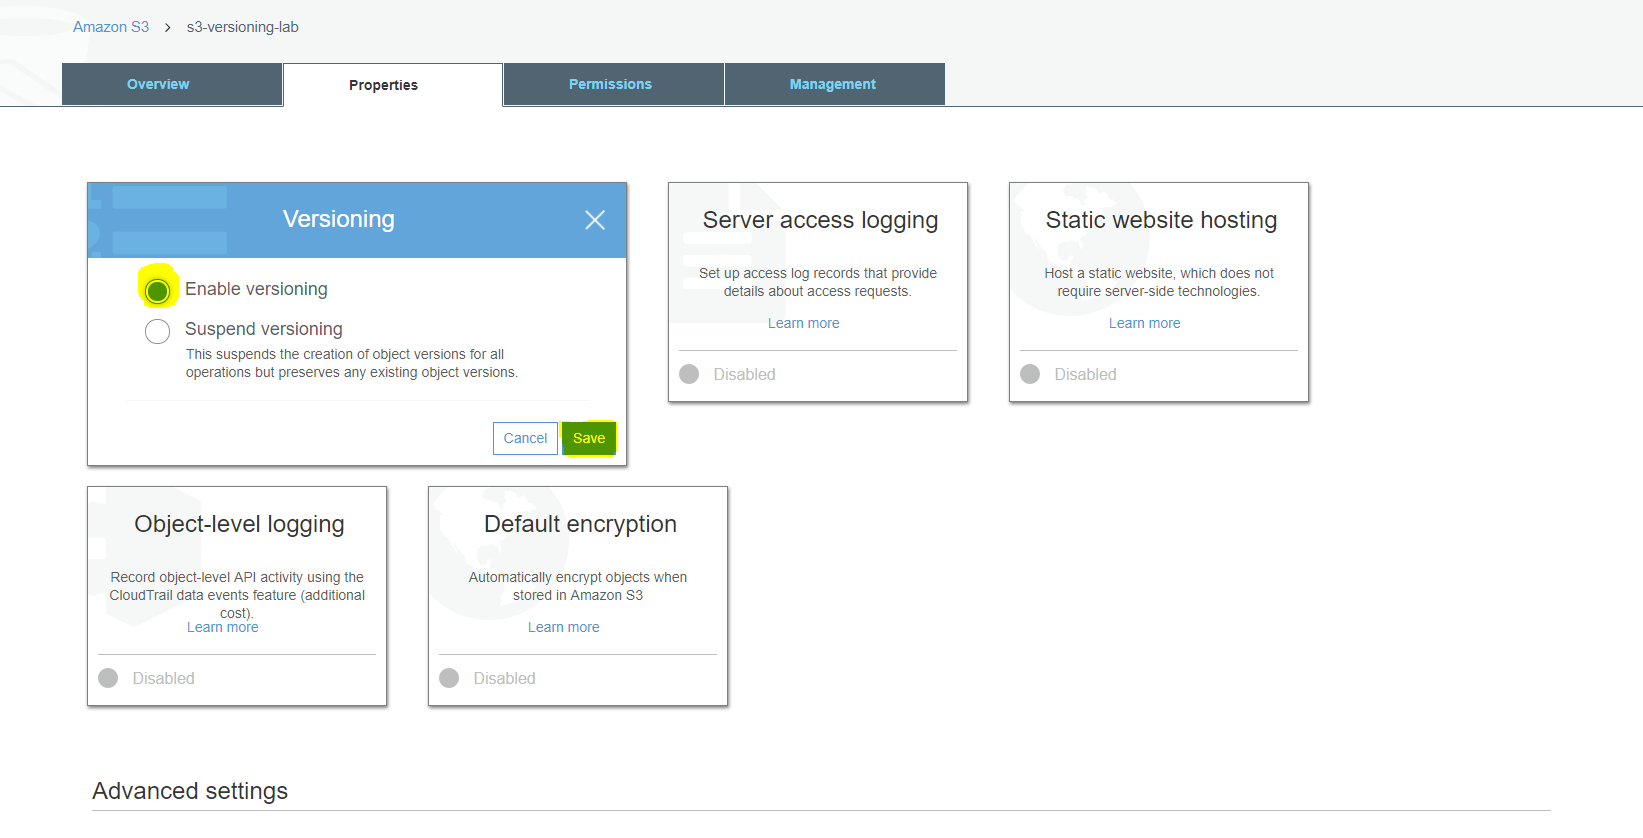 Amazon S3 > s3-versioning-lab
Overview
Properties
Permissions
Management
Versioning
Enable versioning
Suspend versioning
This suspends the creation of object versions for all
operations but preserves any existing object versions.
Cancel
Save
Server access logging
Set up access log records that provide
details about access requests.
Learn more
Disabled
Static website hosting
Host a static website, which does not
require server-side technologies.
Learn more
Disabled
Object-level logging
Record object-level API activity using the
CloudTrail data events feature (additional
cost).
Learn more
Disabled
Default encryption
Automatically encrypt objects when
stored in Amazon S3
Learn more
Disabled
Advanced settings